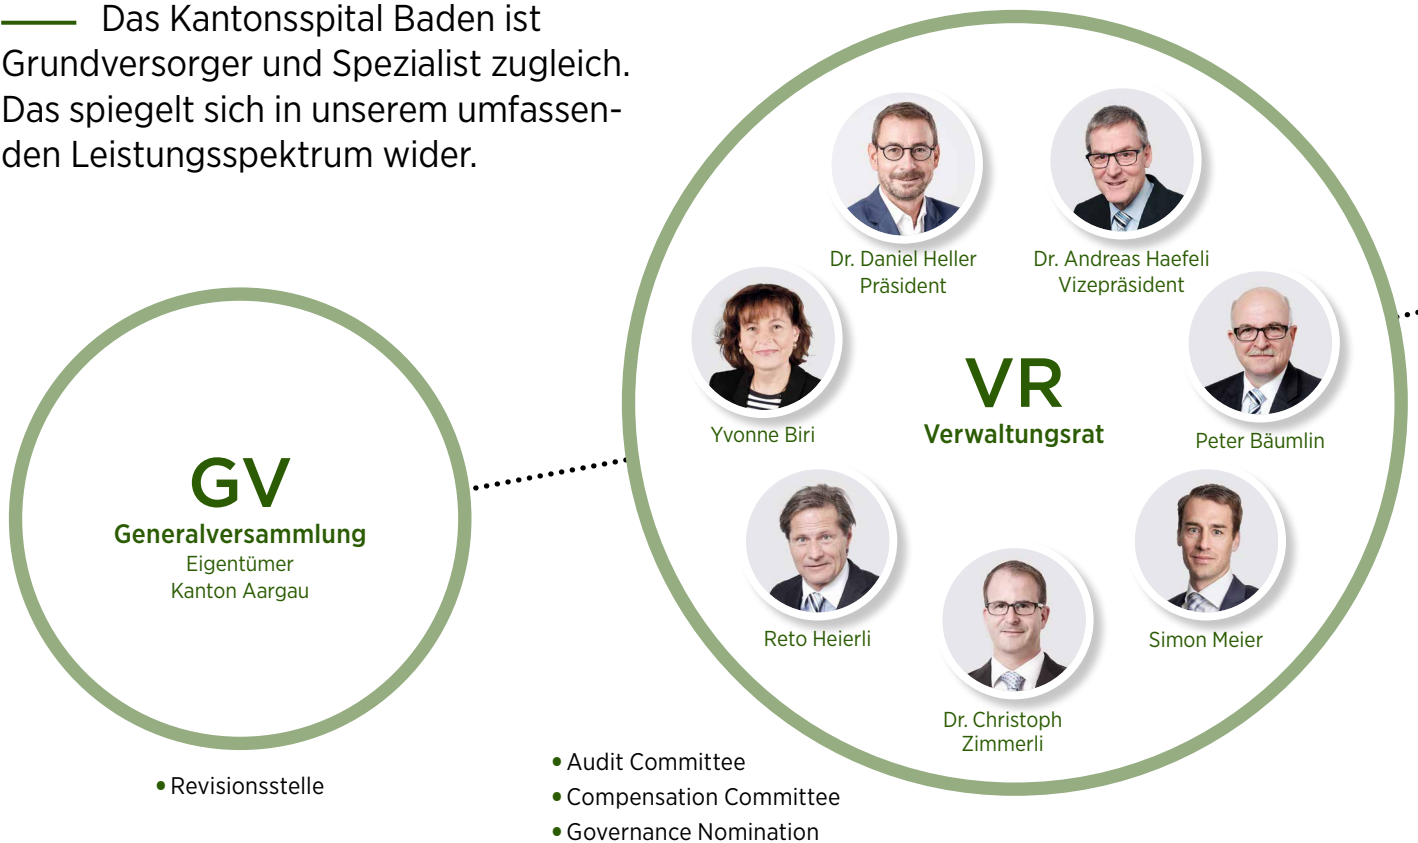 Das Kantonsspital Baden ist
Grundversorger und Spezialist zugleich.
Das spiegelt sich in unserem umfassen-
den Leistungsspektrum wider.
GV
Generalversammlung
Eigentümer
Kanton Aargau
• Revisionsstelle
Dr. Daniel Heller
Präsident
Dr. Andreas Haefeli
Vizepräsident
Yvonne Biri
VR
Verwaltungsrat
Peter Bäumlin
Reto Heierli
Simon Meier
Dr. Christoph
Zimmerli
• Audit Committee
• Compensation Committee
• Governance Nomination